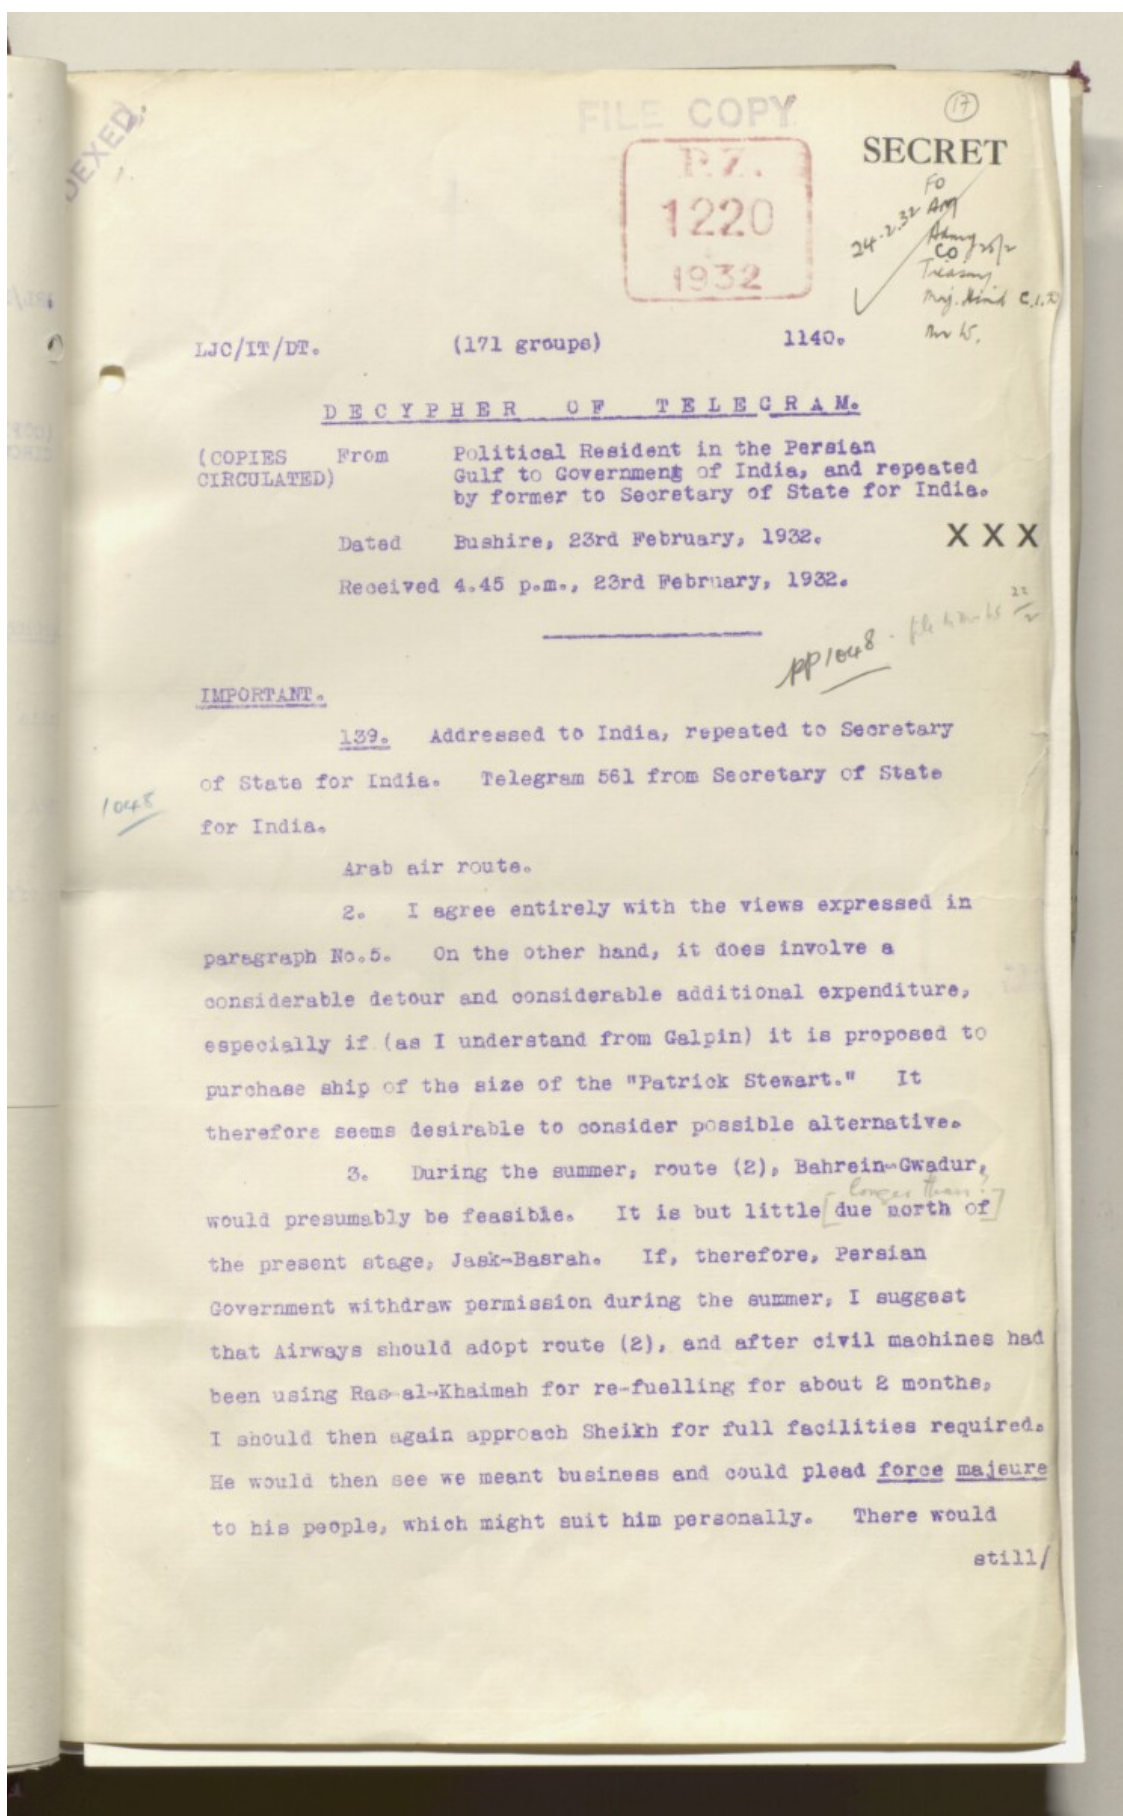 FILE COPY
17
DEXED.
SECRET
P.Z.
1220
1932
24.2.32
FO
Admy
CO
Treasury
C.I.D
LJC/IT/DT. (171 groups) 1140.
DECYPHER OF TELEGRAM.
(COPIES From Political Resident in the Persian
CIRCULATED) Gulf to Government of India, and repeated
by former to Secretary of State for India.
X X X
Dated Bushire, 23rd February, 1932.
Received 4.45 p.m., 23rd February, 1932.
PP1048
IMPORTANT.
139. Addressed to India, repeated to Secretary
of State for India. Telegram 561 from Secretary of State
1048
for India.
Arab air route.
2. I agree entirely with the views expressed in
paragraph No.5. On the other hand, it does involve a
considerable detour and considerable additional expenditure,
especially if (as I understand from Galpin) it is proposed to
purchase ship of the size of the "Patrick Stewart." It
therefore seems desirable to consider possible alternative.
3. During the summer, route (2), Bahrein-Gwadur,
longer than?
would presumably be feasible. It is but little [due north of]
the present stage, Jask-Basrah. If, therefore, Persian
Government withdraw permission during the summer, I suggest
that Airways should adopt route (2), and after civil machines had
been using Ras-al-Khaimah for re-fuelling for about 2 months,
I should then again approach Sheikh for full facilities required.
He would then see we meant business and could plead force majeure
to his people, which might suit him personally. There would
still/